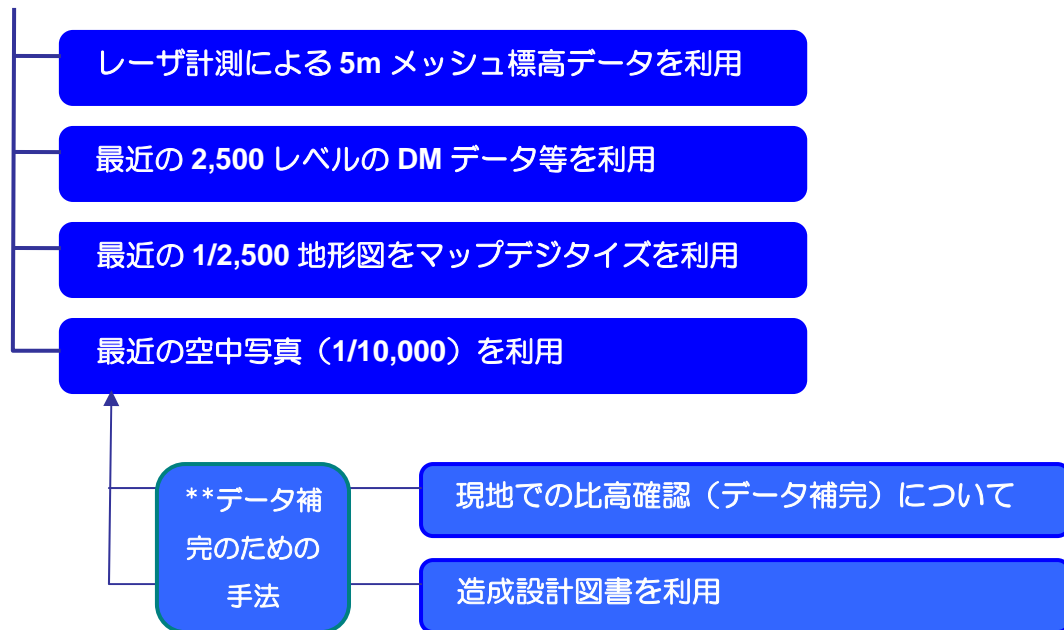 レーザ計測による 5m メッシュ標高データを利用
最近の 2,500 レベルの DM データ等を利用
最近の 1/2,500 地形図をマップデジタイズを利用
最近の空中写真（1/10,000）を利用
**データ補
完のための
手法
現地での比高確認（データ補完）について
造成設計図書を利用